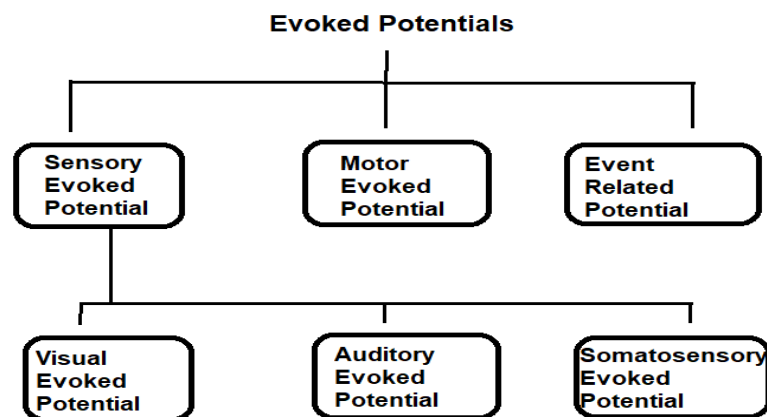 Evoked Potentials
Sensory
Evoked
Potential
Motor
Evoked
Potential
Event
Related
Potential
Visual
Evoked
Potential
Auditory
Evoked
Potential
Somatosensory
Evoked
Potential